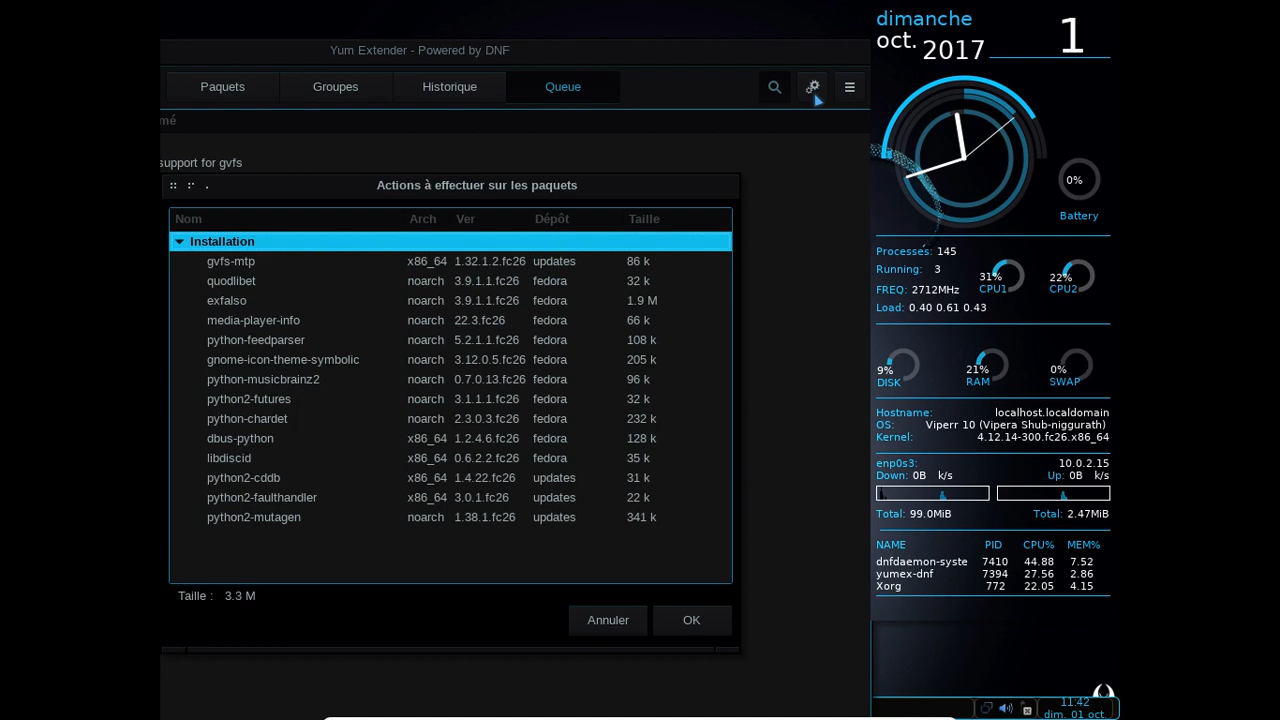 Yum Extender - Powered by DNF
Paquets Groupes Historique Queue
mé
support for gvfs
Actions à effectuer sur les paquets
Nom Arch Ver Dépôt Taille
Installation
gvfs-mtp x86_64 1.32.1.2.fc26 updates 86 k
quodlibet noarch 3.9.1.1.fc26 fedora 32 k
exfalso noarch 3.9.1.1.fc26 fedora 1.9 M
media-player-info noarch 22.3.fc26 fedora 66 k
python-feedparser noarch 5.2.1.1.fc26 fedora 108 k
gnome-icon-theme-symbolic noarch 3.12.0.5.fc26 fedora 205 k
python-musicbrainz2 noarch 0.7.0.13.fc26 fedora 96 k
python2-futures noarch 3.1.1.1.fc26 fedora 32 k
python-chardet noarch 2.3.0.3.fc26 fedora 232 k
dbus-python x86_64 1.2.4.6.fc26 fedora 128 k
libdiscid x86_64 0.6.2.2.fc26 fedora 35 k
python2-cddb x86_64 1.4.22.fc26 updates 31 k
python2-faulthandler x86_64 3.0.1.fc26 updates 22 k
python2-mutagen noarch 1.38.1.fc26 updates 341 k
Taille : 3.3 M
Annuler OK
dimanche
oct. 2017 1
0%
Battery
Processes: 145
Running: 3
31% CPU1
22% CPU2
FREQ: 2712MHz
Load: 0.40 0.61 0.43
9% 21% 0%
DISK RAM SWAP
Hostname: localhost.localdomain
OS: Viperr 10 (Vipera Shub-niggurath)
Kernel: 4.12.14-300.fc26.x86_64
enp0s3: 10.0.2.15
Down: 0B k/s Up: 0B k/s
Total: 99.0MiB Total: 2.47MiB
NAME PID CPU% MEM%
dnfdaemon-syste 7410 44.88 7.52
yumex-dnf 7394 27.56 2.86
Xorg 772 22.05 4.15
11:42
dim. 01 oct.